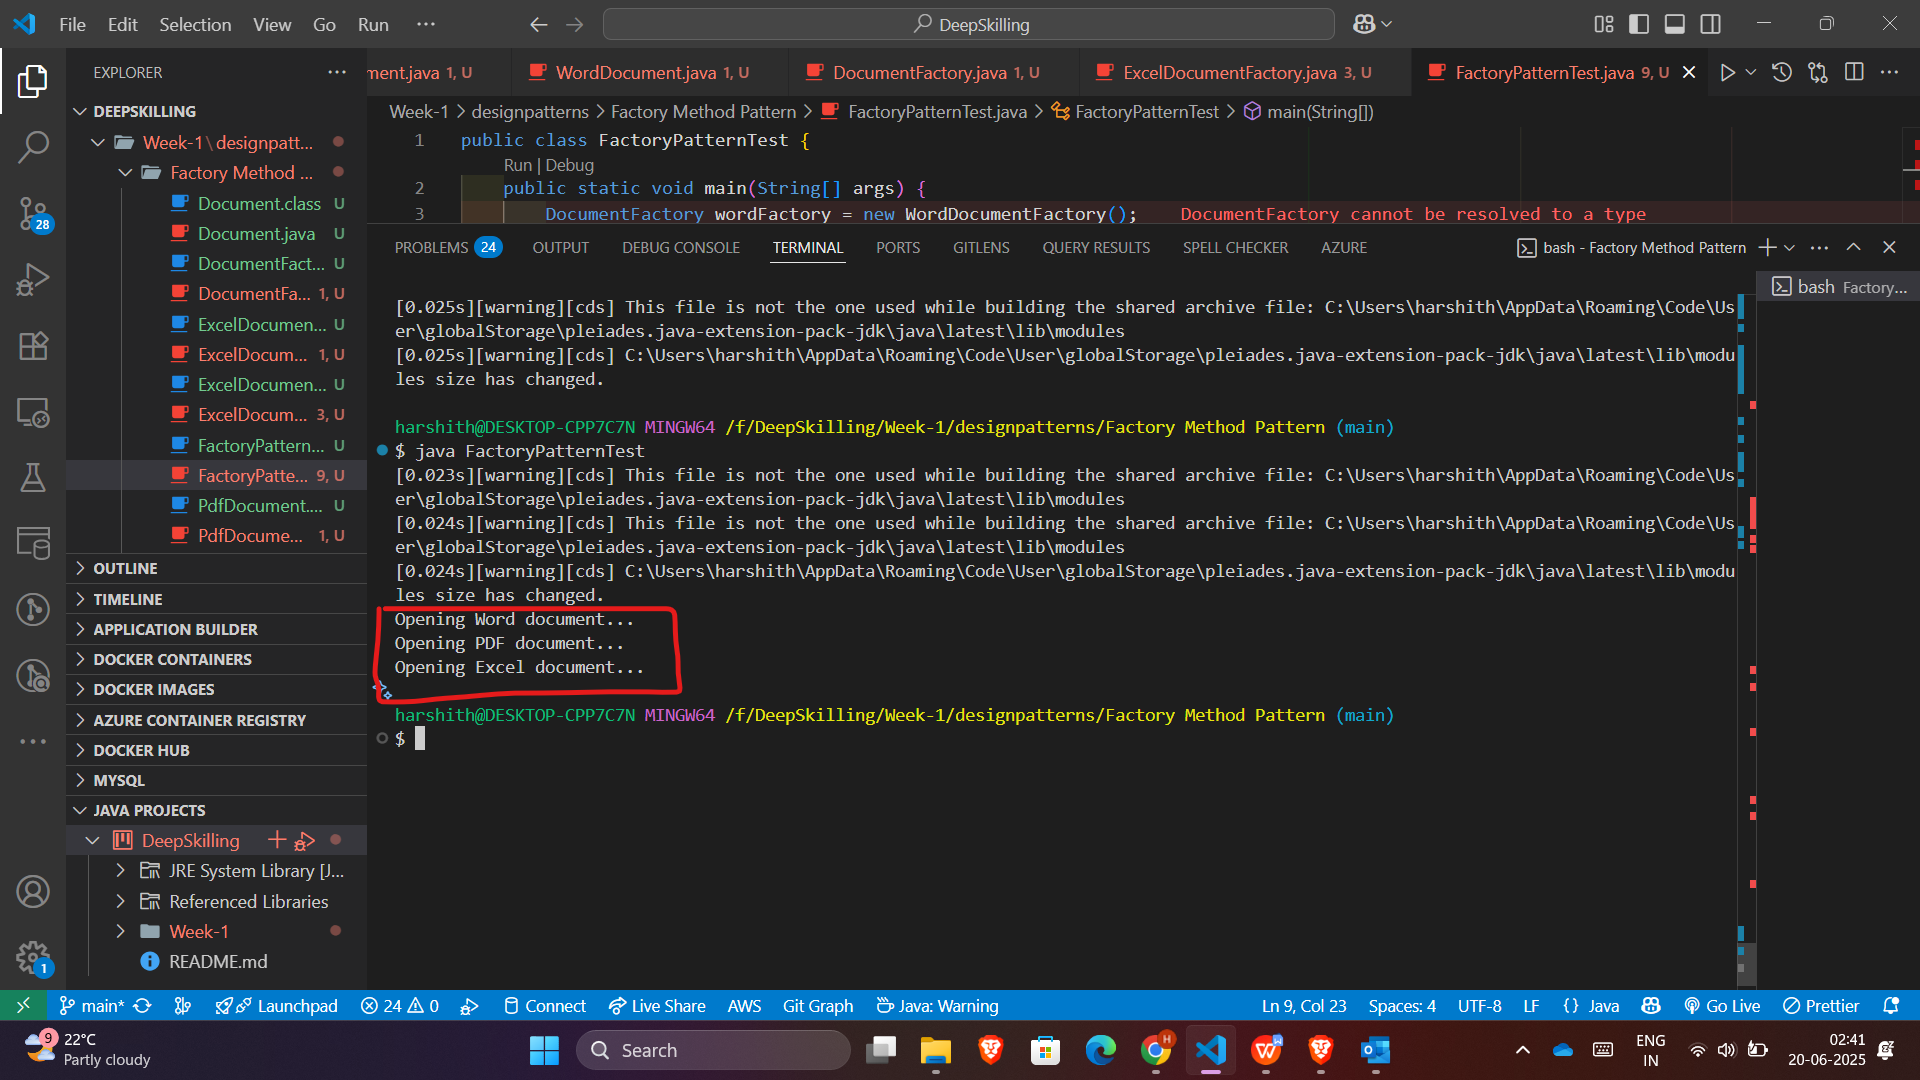 File Edit Selection View Go Run ··· DeepSkilling
EXPLORER
ment.java 1, U WordDocument.java 1, U DocumentFactory.java 1, U ExcelDocumentFactory.java 3, U FactoryPatternTest.java 9, U
DEEPSKILLING
Week-1 > designpatterns > Factory Method Pattern > FactoryPatternTest.java > FactoryPatternTest > main(String[])
Week-1\designpatt...
Factory Method ...
Document.class U
Document.java U
DocumentFact... U
DocumentFa... 1, U
ExcelDocumen... U
ExcelDocum... 1, U
ExcelDocumen... U
ExcelDocum... 3, U
FactoryPattern... U
FactoryPatte... 9, U
PdfDocument.... U
PdfDocume... 1, U
OUTLINE
TIMELINE
APPLICATION BUILDER
DOCKER CONTAINERS
DOCKER IMAGES
AZURE CONTAINER REGISTRY
DOCKER HUB
MYSQL
JAVA PROJECTS
DeepSkilling
JRE System Library [J...
Referenced Libraries
Week-1
README.md
28
1
1 public class FactoryPatternTest {
Run | Debug
2 public static void main(String[] args) {
3 DocumentFactory wordFactory = new WordDocumentFactory(); DocumentFactory cannot be resolved to a type
PROBLEMS 24 OUTPUT DEBUG CONSOLE TERMINAL PORTS GITLENS QUERY RESULTS SPELL CHECKER AZURE bash - Factory Method Pattern
bash Factory...
[0.025s][warning][cds] This file is not the one used while building the shared archive file: C:\Users\harshith\AppData\Roaming\Code\Us
er\globalStorage\pleiades.java-extension-pack-jdk\java\latest\lib\modules
[0.025s][warning][cds] C:\Users\harshith\AppData\Roaming\Code\User\globalStorage\pleiades.java-extension-pack-jdk\java\latest\lib\modu
les size has changed.
harshith@DESKTOP-CPP7C7N MINGW64 /f/DeepSkilling/Week-1/designpatterns/Factory Method Pattern (main)
$ java FactoryPatternTest
[0.023s][warning][cds] This file is not the one used while building the shared archive file: C:\Users\harshith\AppData\Roaming\Code\Us
er\globalStorage\pleiades.java-extension-pack-jdk\java\latest\lib\modules
[0.024s][warning][cds] This file is not the one used while building the shared archive file: C:\Users\harshith\AppData\Roaming\Code\Us
er\globalStorage\pleiades.java-extension-pack-jdk\java\latest\lib\modules
[0.024s][warning][cds] C:\Users\harshith\AppData\Roaming\Code\User\globalStorage\pleiades.java-extension-pack-jdk\java\latest\lib\modu
les size has changed.
Opening Word document...
Opening PDF document...
Opening Excel document...
harshith@DESKTOP-CPP7C7N MINGW64 /f/DeepSkilling/Week-1/designpatterns/Factory Method Pattern (main)
$
main* Launchpad 24 0 Connect Live Share AWS Git Graph Java: Warning Ln 9, Col 23 Spaces: 4 UTF-8 LF {} Java Go Live Prettier
9 22°C
Partly cloudy
Search
ENG
IN
02:41
20-06-2025